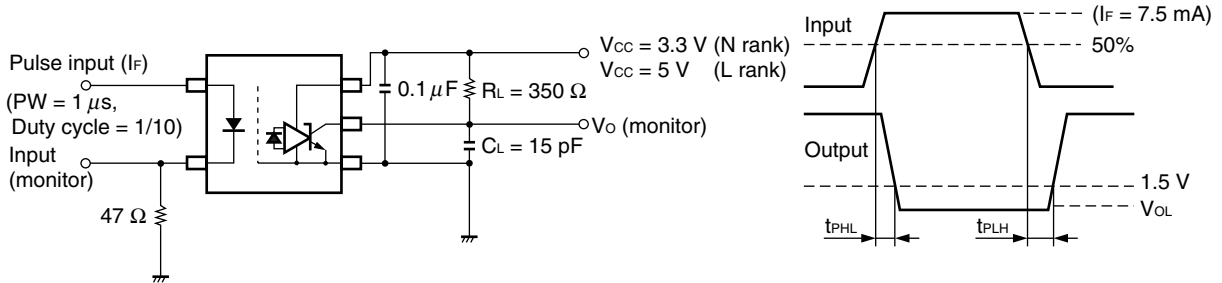 Pulse input (IF)
(PW = 1 μs,
Duty cycle = 1/10)
Input
(monitor)
47 Ω
VCC = 3.3 V (N rank)
VCC = 5 V (L rank)
0.1 μF
RL = 350 Ω
VO (monitor)
CL = 15 pF
Input
(IF = 7.5 mA)
50%
Output
1.5 V
VOL
tPHL
tPLH